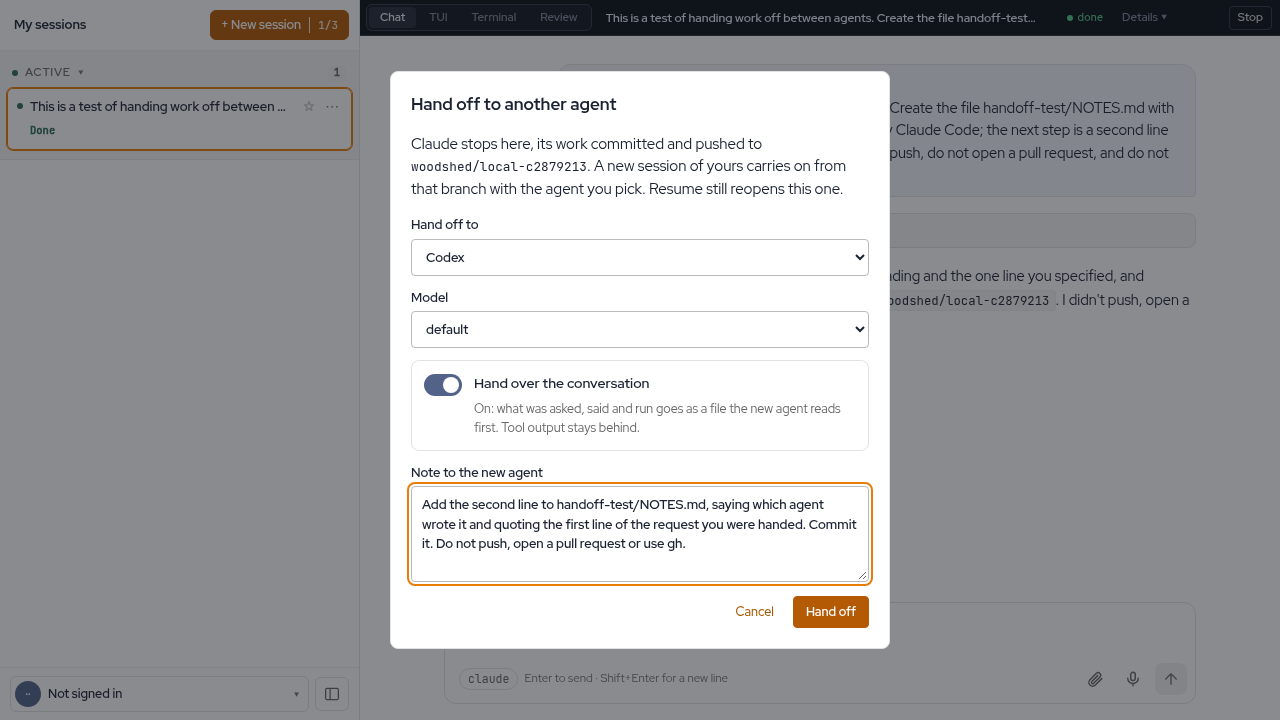 My sessions
+ New session 1/3
Chat TUI Terminal Review
This is a test of handing work off between agents. Create the file handoff-test…
done
Details ▾
Stop
ACTIVE ▾
1
This is a test of handing work off between …
Done
Create the file handoff-test/NOTES.md with
Claude Code; the next step is a second line
push, do not open a pull request, and do not
and the one line you specified, and
woodshed/local-c2879213. I didn't push, open a
Hand off to another agent
Claude stops here, its work committed and pushed to
woodshed/local-c2879213. A new session of yours carries on from
that branch with the agent you pick. Resume still reopens this one.
Hand off to
Codex
Model
default
Hand over the conversation
On: what was asked, said and run goes as a file the new agent reads
first. Tool output stays behind.
Note to the new agent
Add the second line to handoff-test/NOTES.md, saying which agent
wrote it and quoting the first line of the request you were handed. Commit
it. Do not push, open a pull request or use gh.
Cancel
Hand off
claude
Enter to send · Shift+Enter for a new line
Not signed in